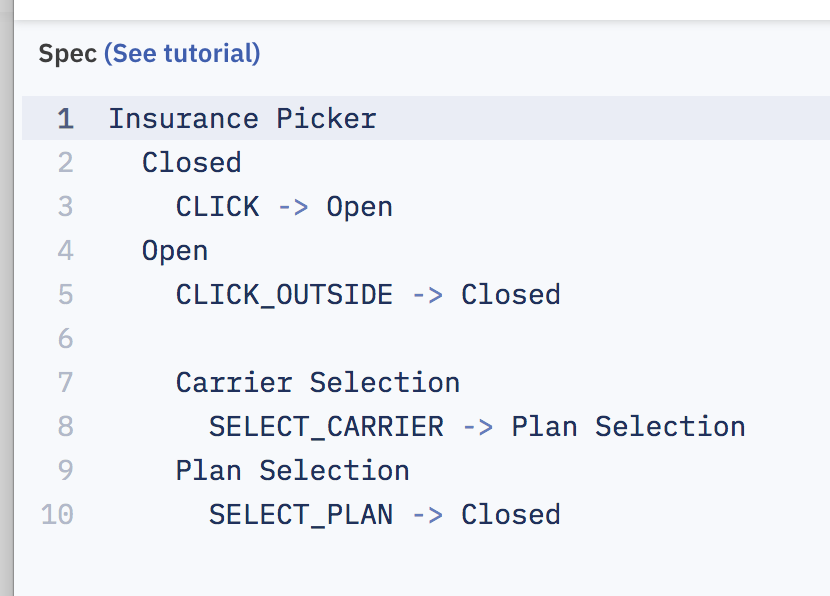 Spec (See tutorial)
1 Insurance Picker
2 Closed
3 CLICK -> Open
4 Open
5 CLICK_OUTSIDE -> Closed
6
7 Carrier Selection
8 SELECT_CARRIER -> Plan Selection
9 Plan Selection
10 SELECT_PLAN -> Closed